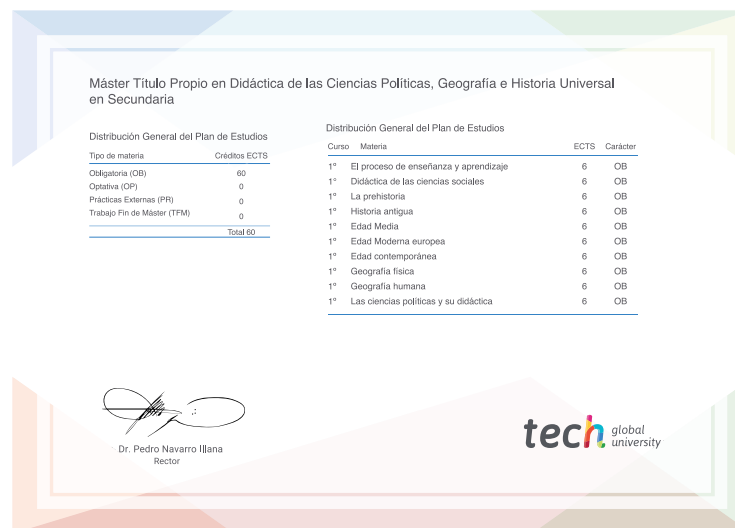 Máster Título Propio en Didáctica de las Ciencias Políticas, Geografía e Historia Universal
en Secundaria
Distribución General del Plan de Estudios
Tipo de materia Créditos ECTS
Obligatoria (OB) 60
Optativa (OP) 0
Prácticas Externas (PR) 0
Trabajo Fin de Máster (TFM) 0
Total 60
Distribución General del Plan de Estudios
Curso Materia ECTS Carácter
1º El proceso de enseñanza y aprendizaje 6 OB
1º Didáctica de las ciencias sociales 6 OB
1º La prehistoria 6 OB
1º Historia antigua 6 OB
1º Edad Media 6 OB
1º Edad Moderna europea 6 OB
1º Edad contemporánea 6 OB
1º Geografía física 6 OB
1º Geografía humana 6 OB
1º Las ciencias políticas y su didáctica 6 OB
Dr. Pedro Navarro Illana
Rector
tech global
university